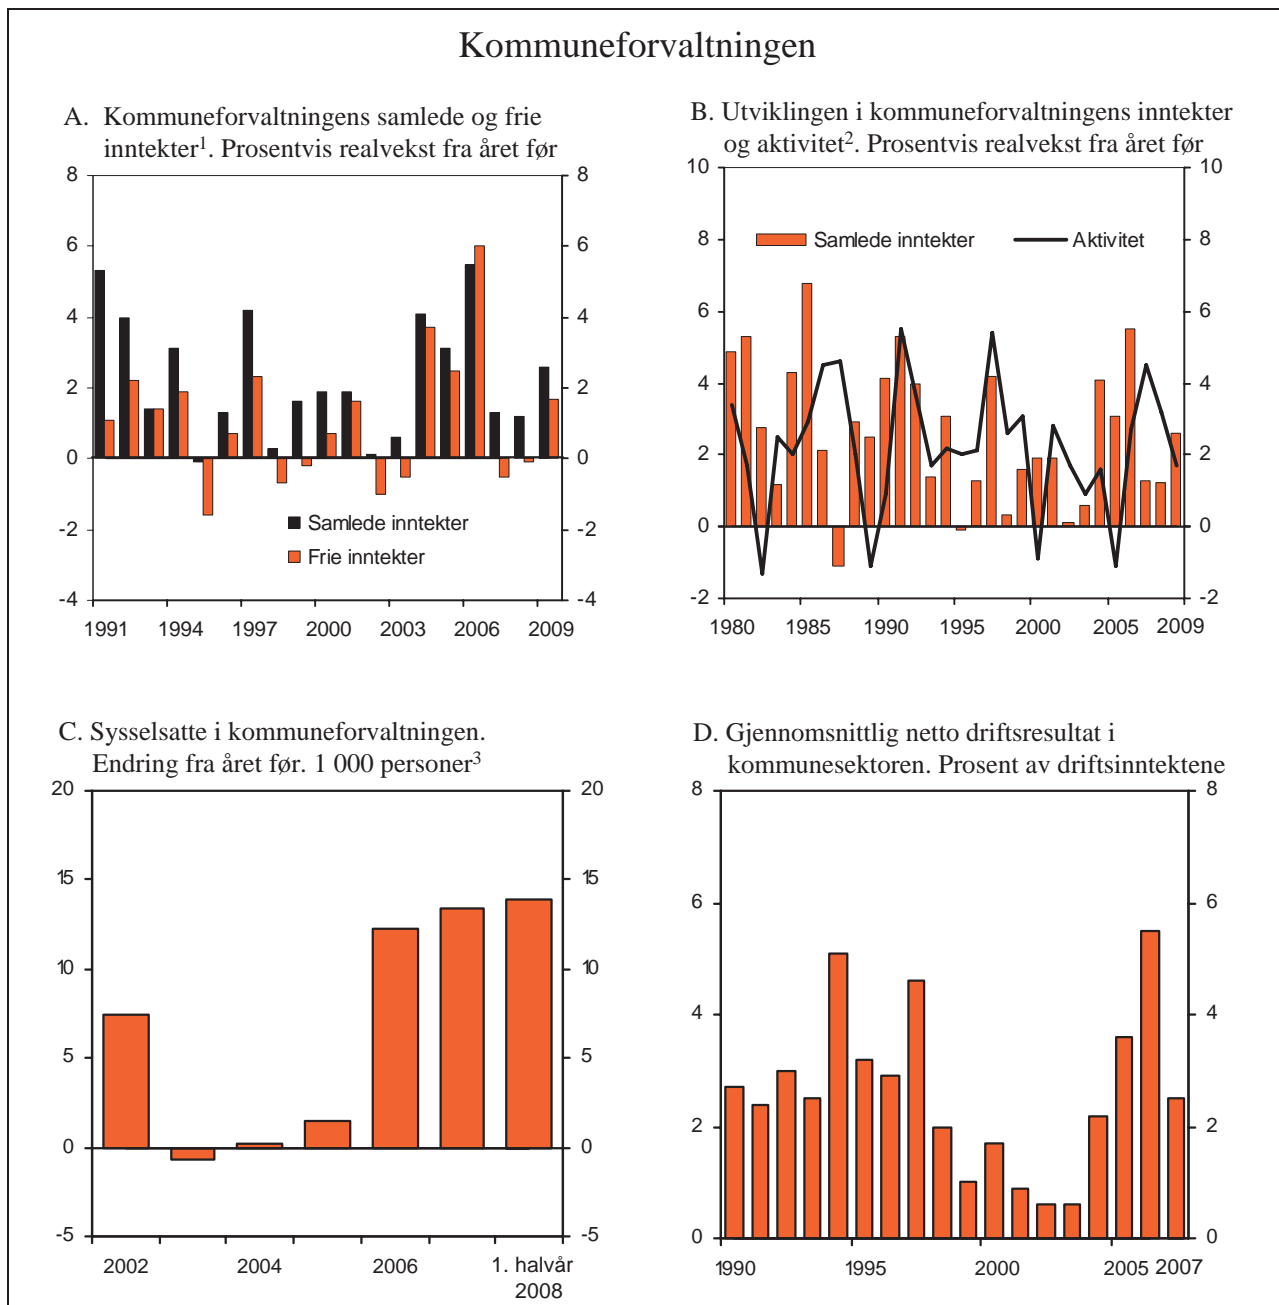 Kommuneforvaltningen
A. Kommuneforvaltningens samlede og frie
inntekter¹. Prosentvis realvekst fra året før
8 8
6 6
4 4
2 2
0 0
-2 -2
-4 -4
Samlede inntekter
Frie inntekter
1991 1994 1997 2000 2003 2006 2009
B. Utviklingen i kommuneforvaltningens inntekter
og aktivitet². Prosentvis realvekst fra året før
10 10
8 8
Samlede inntekter Aktivitet
6 6
4 4
2 2
0 0
-2 -2
1980 1985 1990 1995 2000 2005 2009
C. Sysselsatte i kommuneforvaltningen.
Endring fra året før. 1 000 personer³
20 20
15 15
10 10
5 5
0 0
-5 -5
2002 2004 2006 1. halvår
2008
D. Gjennomsnittlig netto driftsresultat i
kommunesektoren. Prosent av driftsinntektene
8 8
6 6
4 4
2 2
0 0
1990 1995 2000 2005 2007